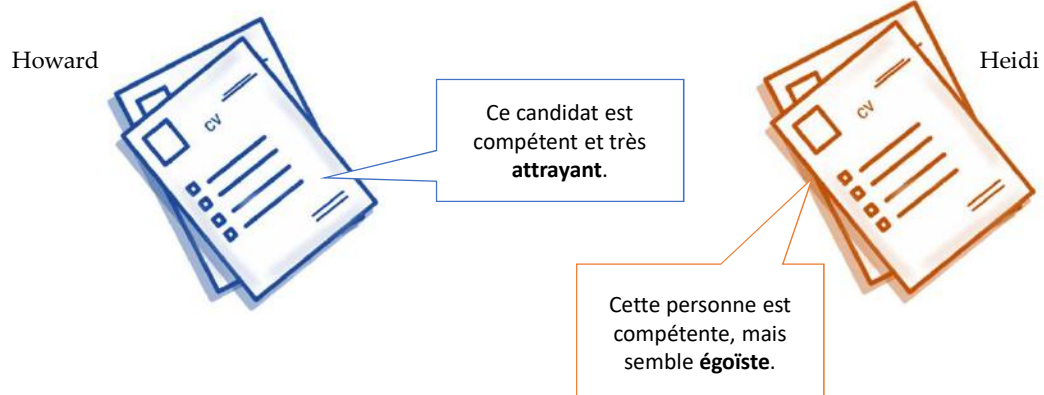 Howard
Heidi
CV
CV
Ce candidat est
compétent et très
attrayant.
Cette personne est
compétente, mais
semble égoïste.